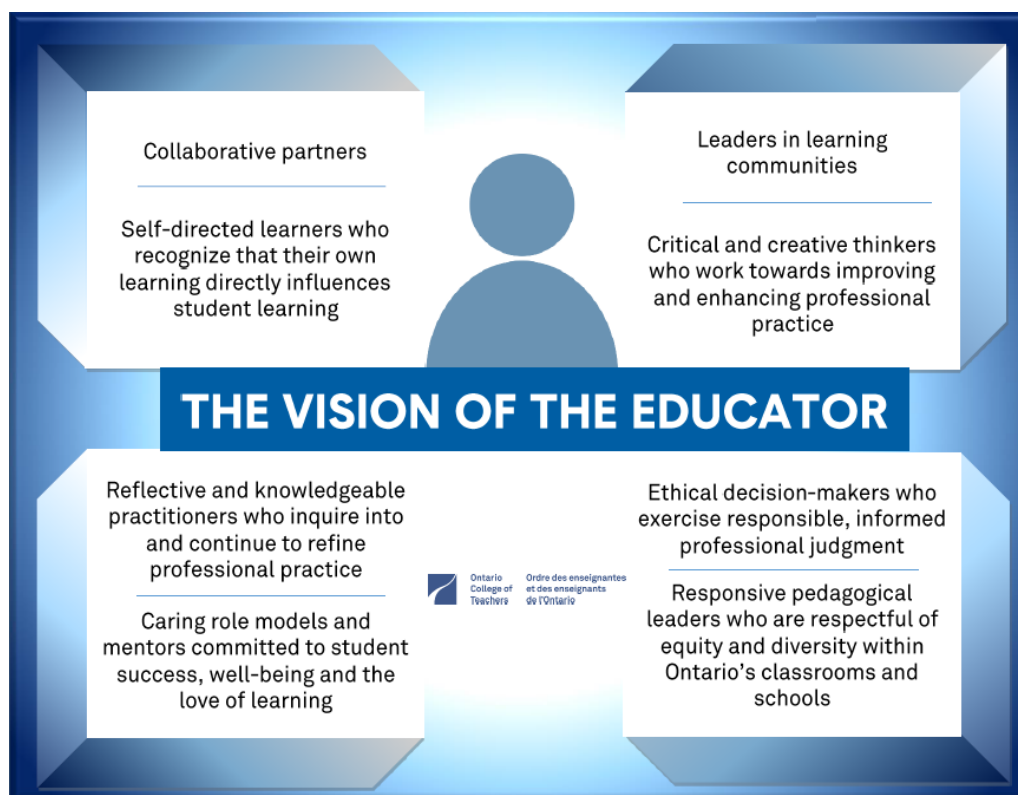 Collaborative partners
Self-directed learners who
recognize that their own
learning directly influences
student learning
Leaders in learning
communities
Critical and creative thinkers
who work towards improving
and enhancing professional
practice
THE VISION OF THE EDUCATOR
Reflective and knowledgeable
practitioners who inquire into
and continue to refine
professional practice
Caring role models and
mentors committed to student
success, well-being and the
love of learning
Ontario
College of
Teachers
Ordre des enseignantes
et des enseignants
de l'Ontario
Ethical decision-makers who
exercise responsible, informed
professional judgment
Responsive pedagogical
leaders who are respectful of
equity and diversity within
Ontario's classrooms and
schools